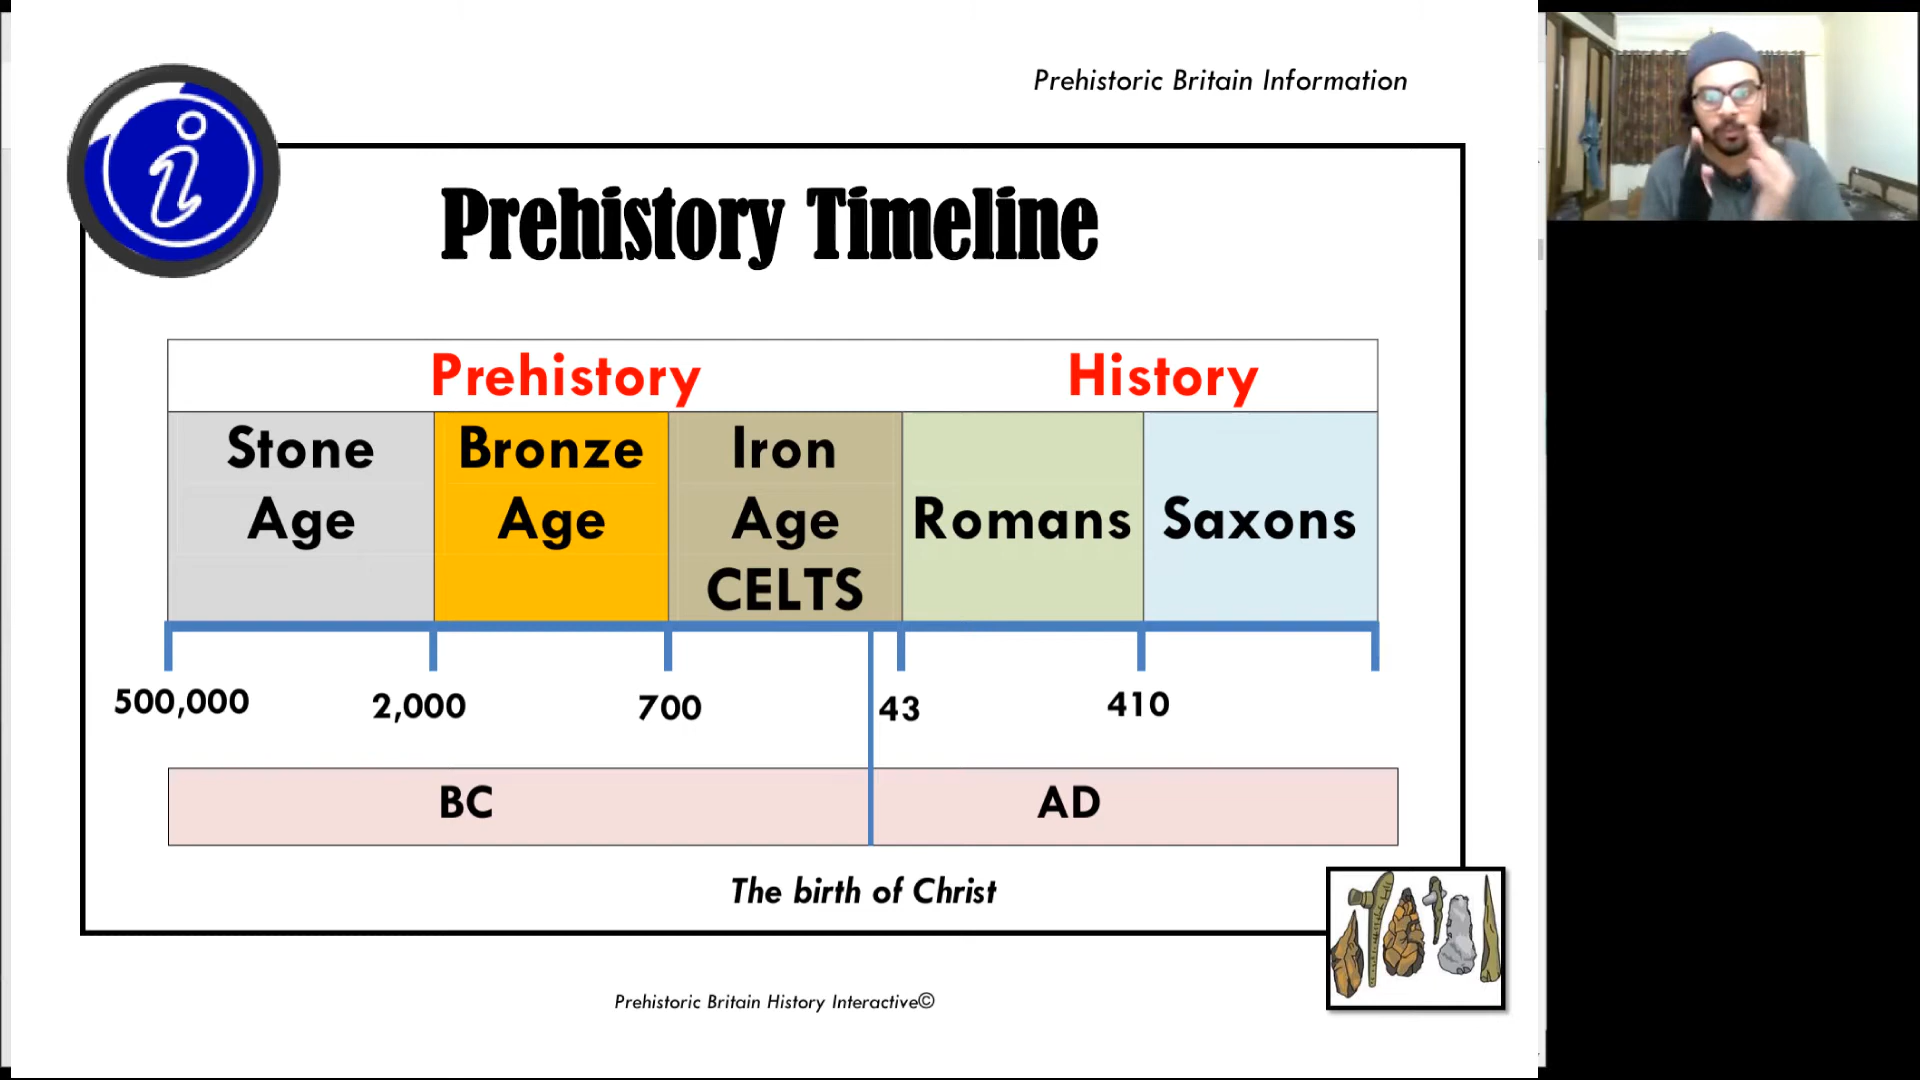 Prehistoric Britain Information
i
Prehistory Timeline
Prehistory History
Stone Age
Bronze Age
Iron Age CELTS
Romans
Saxons
500,000 2,000 700 43 410
BC AD
The birth of Christ
Prehistoric Britain History Interactive©